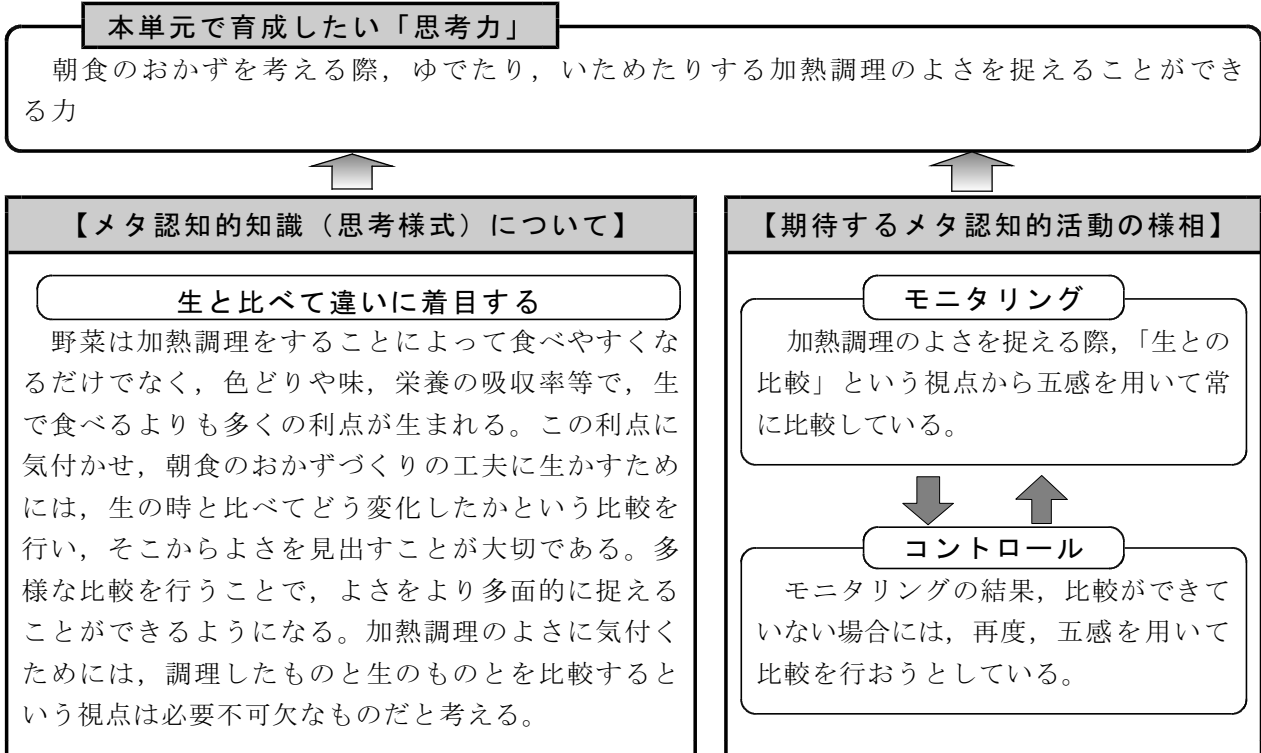 本単元で育成したい「思考力」
朝食のおかずを考える際，ゆでたり，いためたりする加熱調理のよさを捉えることができ
る力
【メタ認知的知識（思考様式）について】
生と比べて違いに着目する
野菜は加熱調理をすることによって食べやすくな
るだけでなく，色どりや味，栄養の吸収率等で，生
で食べるよりも多くの利点が生まれる。この利点に
気付かせ，朝食のおかずづくりの工夫に生かすため
には，生の時と比べてどう変化したかという比較を
行い，そこからよさを見出すことが大切である。多
様な比較を行うことで，よさをより多面的に捉える
ことができるようになる。加熱調理のよさに気付く
ためには，調理したものと生のものとを比較すると
いう視点は必要不可欠なものだと考える。
【期待するメタ認知的活動の様相】
モニタリング
加熱調理のよさを捉える際，「生との
比較」という視点から五感を用いて常
に比較している。
コントロール
モニタリングの結果，比較ができて
いない場合には，再度，五感を用いて
比較を行おうとしている。